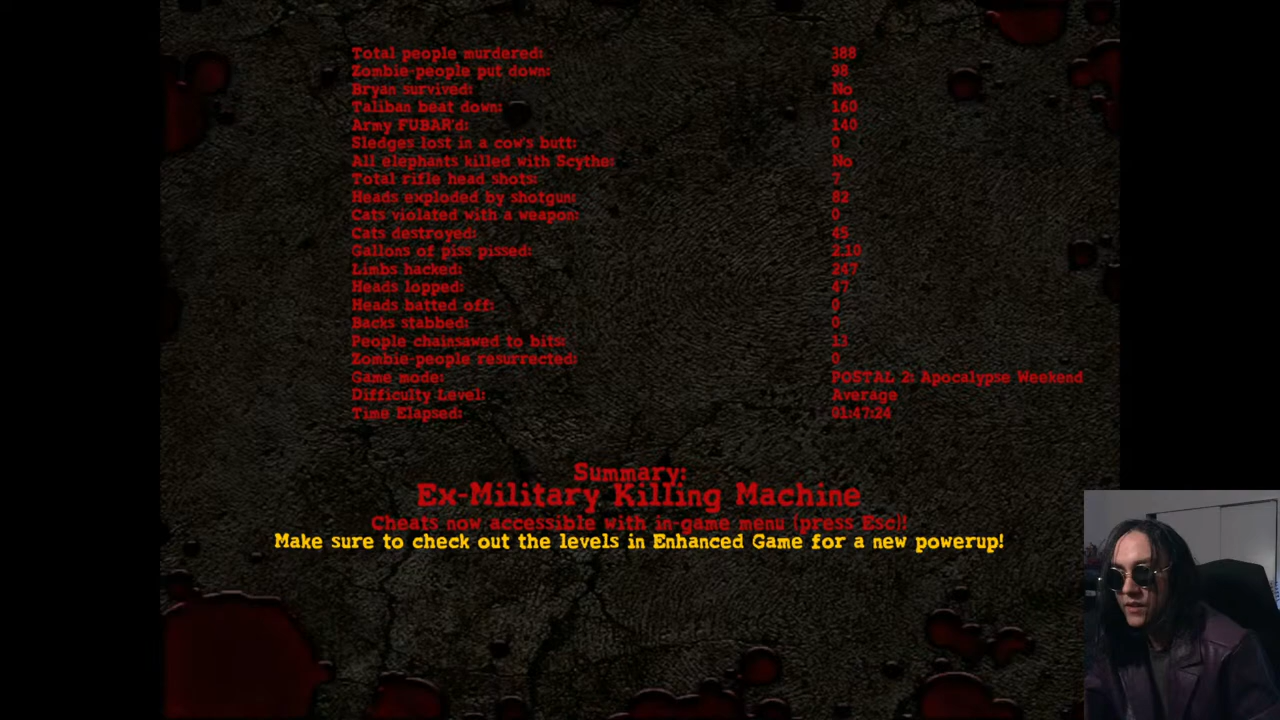 Total people murdered: 388
Zombie-people put down: 98
Bryan survived: No
Taliban beat down: 160
Army FUBAR'd: 140
Sledges lost in a cow's butt: 0
All elephants killed with Scythe: No
Total rifle head shots: 7
Heads exploded by shotgun: 82
Cats violated with a weapon: 0
Cats destroyed: 45
Gallons of piss pissed: 2.10
Limbs hacked: 247
Heads lopped: 47
Heads batted off: 0
Backs stabbed: 0
People chainsawed to bits: 13
Zombie-people resurrected: 0
Game mode: POSTAL 2: Apocalypse Weekend
Difficulty Level: Average
Time Elapsed: 01:47:24
Summary:
Ex-Military Killing Machine
Cheats now accessible with in-game menu (press Esc)!
Make sure to check out the levels in Enhanced Game for a new powerup!